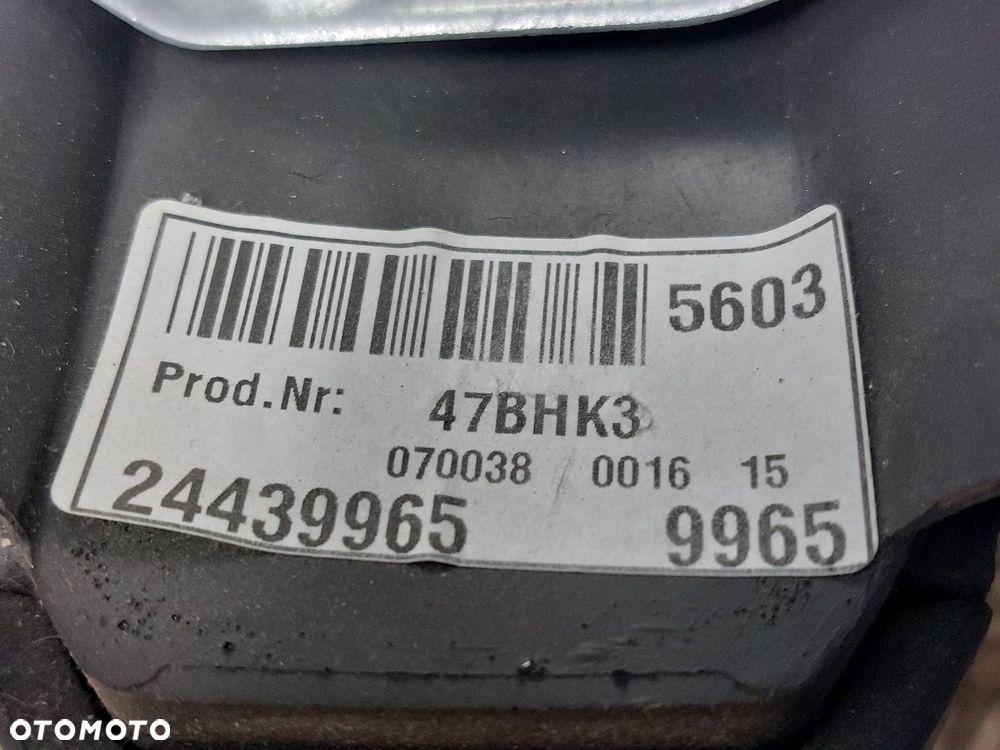 5603
Prod.Nr: 47BHK3
070038 0016 15
24439965 9965
OTOMOTO